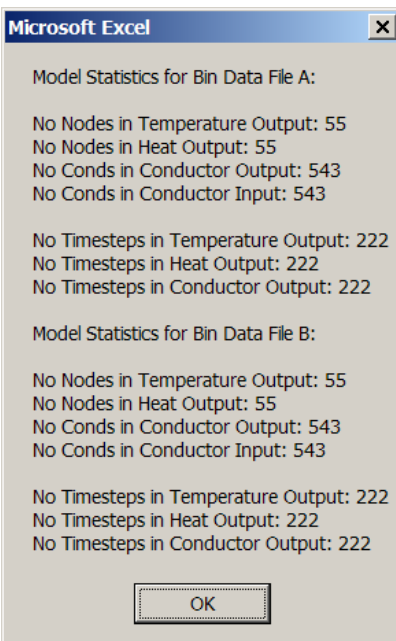 Microsoft Excel
Model Statistics for Bin Data File A:
No Nodes in Temperature Output: 55
No Nodes in Heat Output: 55
No Conds in Conductor Output: 543
No Conds in Conductor Input: 543
No Timesteps in Temperature Output: 222
No Timesteps in Heat Output: 222
No Timesteps in Conductor Output: 222
Model Statistics for Bin Data File B:
No Nodes in Temperature Output: 55
No Nodes in Heat Output: 55
No Conds in Conductor Output: 543
No Conds in Conductor Input: 543
No Timesteps in Temperature Output: 222
No Timesteps in Heat Output: 222
No Timesteps in Conductor Output: 222
OK